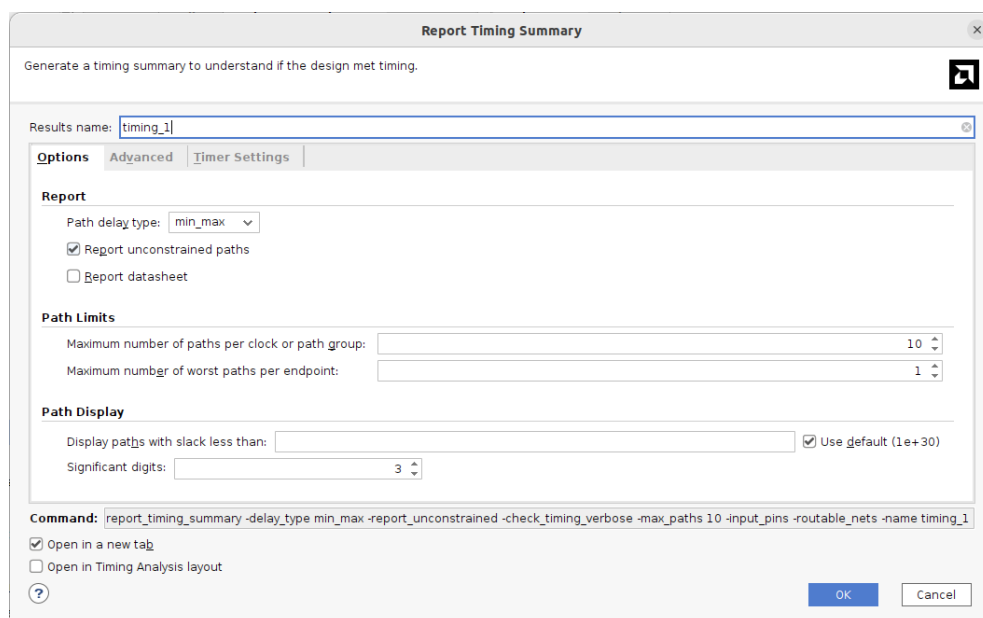 Report Timing Summary
Generate a timing summary to understand if the design met timing.
Results name: timing_1
Options Advanced Timer Settings
Report
Path delay type: min_max
Report unconstrained paths
Report datasheet
Path Limits
Maximum number of paths per clock or path group: 10
Maximum number of worst paths per endpoint: 1
Path Display
Display paths with slack less than: Use default (1e+30)
Significant digits: 3
Command: report_timing_summary -delay_type min_max -report_unconstrained -check_timing_verbose -max_paths 10 -input_pins -routable_nets -name timing_1
Open in a new tab
Open in Timing Analysis layout
? OK Cancel